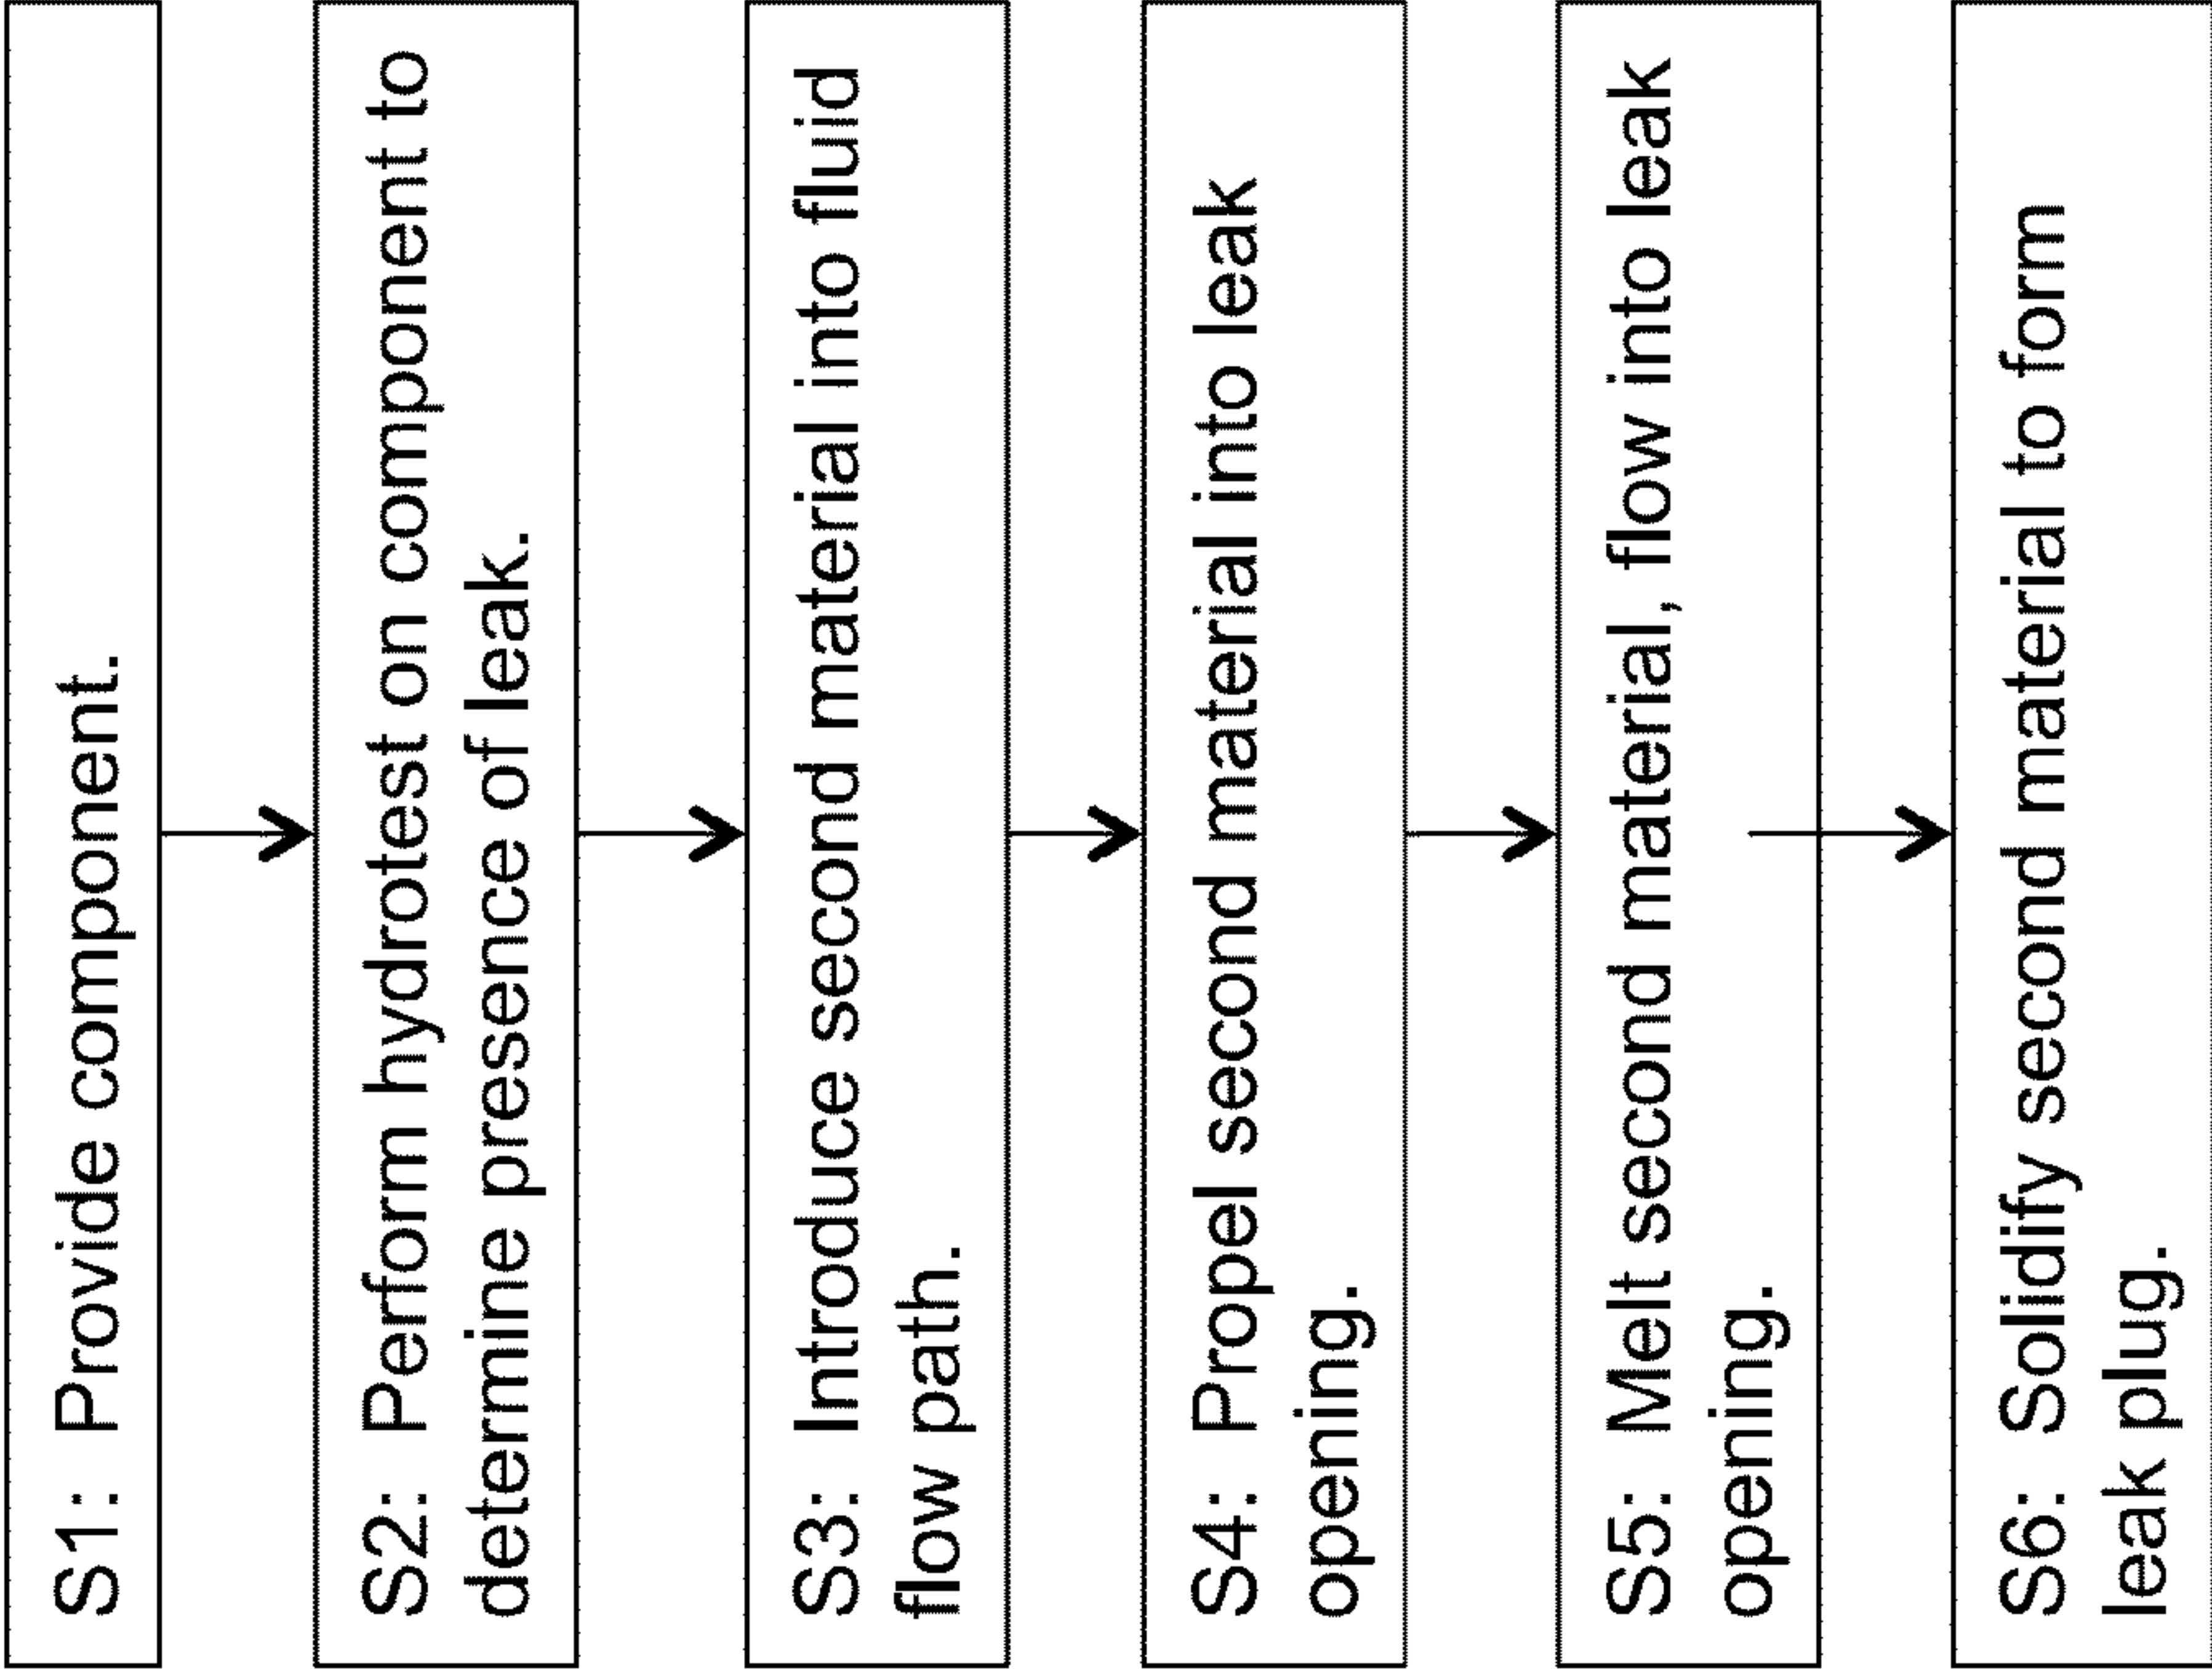 S1: Provide component.
S2: Perform hydrotest on component to
determine presence of leak.
S3: Introduce second material into fluid
flow path.
S4: Propel second material into leak
opening.
S5: Melt second material, flow into leak
opening.
S6: Solidify second material to form
leak plug.